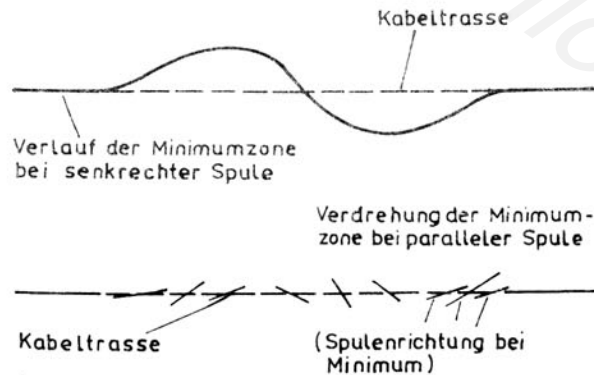 Kabeltrasse
Verlauf der Minimumzone
bei senkrechter Spule
Verdrehung der Minimum-
zone bei paralleler Spule
Kabeltrasse
(Spulenrichtung bei
Minimum)